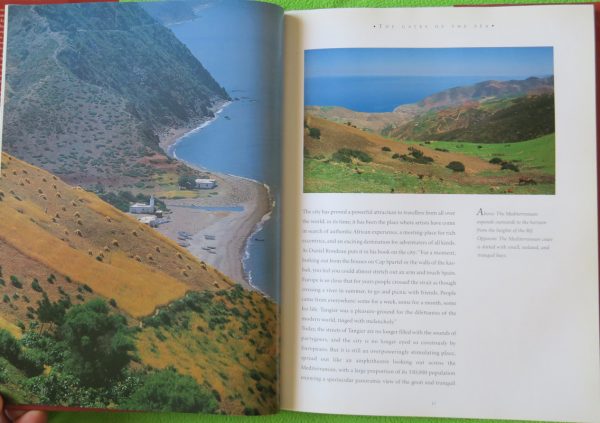 • THE GATES OF THE SEA •
The city has proved a powerful attraction to travellers from all over
the world; in its time, it has been the place where artists have come
in search of authentic African experience, a meeting-place for rich
eccentrics, and an exciting destination for adventurers of all kinds.
As Daniel Rondeau put it in his book on the city: "For a moment,
looking out from the houses on Cap Spartel or the walls of the kas-
bah, you feel you could almost stretch out an arm and touch Spain.
Europe is so close that for years people crossed the strait as though
crossing a river in summer, to go and picnic with friends. People
came from everywhere: some for a week, some for a month, some
for life. Tangier was a pleasure-ground for the dilettantes of the
modern world, tinged with melancholy."
Today, the streets of Tangier are no longer filled with the sounds of
partygoers, and the city is no longer eyed so covetously by
Europeans. But it is still an overpoweringly stimulating place,
spread out like an amphitheatre looking out across the
Mediterranean, with a large proportion of its 510,000 population
enjoying a spectacular panoramic view of the great and tranquil
Above: The Mediterranean
expands outwards to the horizon
from the heights of the Rif.
Opposite: The Mediterranean coast
is dotted with small, isolated, and
tranquil bays.